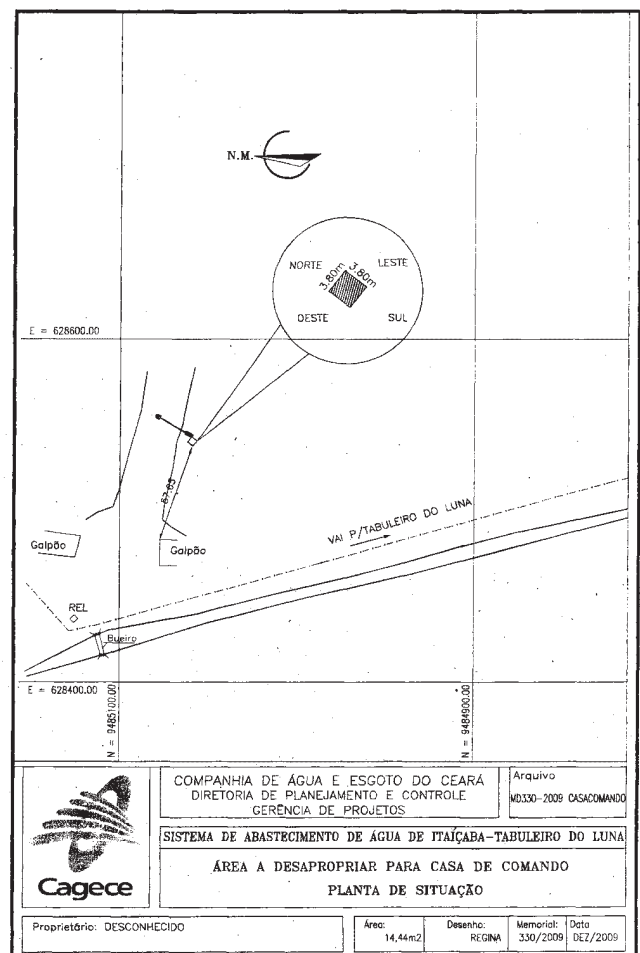 N.M.
NORTE
LESTE
3.80m
3.80m
OESTE
SUL
E = 628600.00
67.65
Galpão
Galpão
VAI P/TABULEIRO DO LUNA
REL
Bueiro
E = 628400.00
N = 9485100.00
N = 9484900.00
Cagece
COMPANHIA DE ÁGUA E ESGOTO DO CEARÁ
DIRETORIA DE PLANEJAMENTO E CONTROLE
GERÊNCIA DE PROJETOS
Arquivo
MD330-2009 CASACOMANDO
SISTEMA DE ABASTECIMENTO DE ÁGUA DE ITAIÇABA-TABULEIRO DO LUNA
ÁREA A DESAPROPRIAR PARA CASA DE COMANDO
PLANTA DE SITUAÇÃO
Proprietário: DESCONHECIDO
Área:
14,44m2
Desenho:
REGINA
Memorial:
330/2009
Data
DEZ/2009